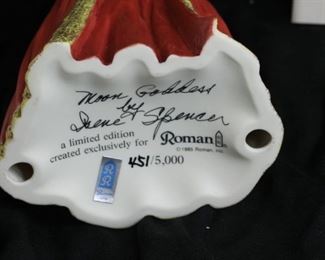 Moon Goddess
by
Irene Spencer
a limited edition
created exclusively for Roman
© 1985 Roman, Inc.
451/5,000